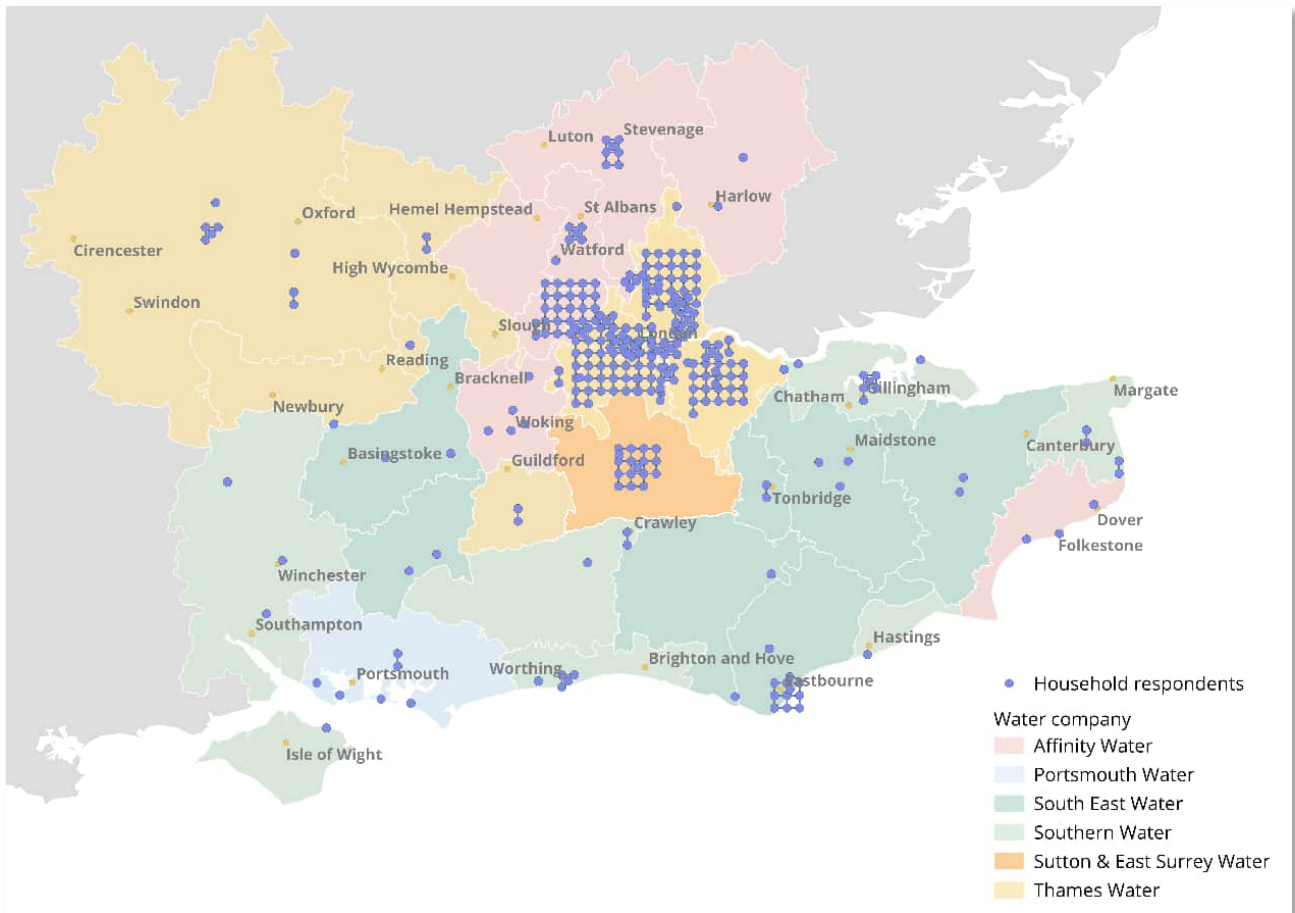 Luton
Stevenage
Harlow
Hemel Hempstead
St Albans
Oxford
Cirencester
Watford
High Wycombe
Swindon
Slough
London
Reading
Bracknell
Newbury
Chatham
Gillingham
Margate
Woking
Maidstone
Canterbury
Basingstoke
Guildford
Tonbridge
Crawley
Dover
Folkestone
Winchester
Southampton
Hastings
Worthing
Brighton and Hove
Portsmouth
Eastbourne
Isle of Wight
Household respondents
Water company
Affinity Water
Portsmouth Water
South East Water
Southern Water
Sutton & East Surrey Water
Thames Water